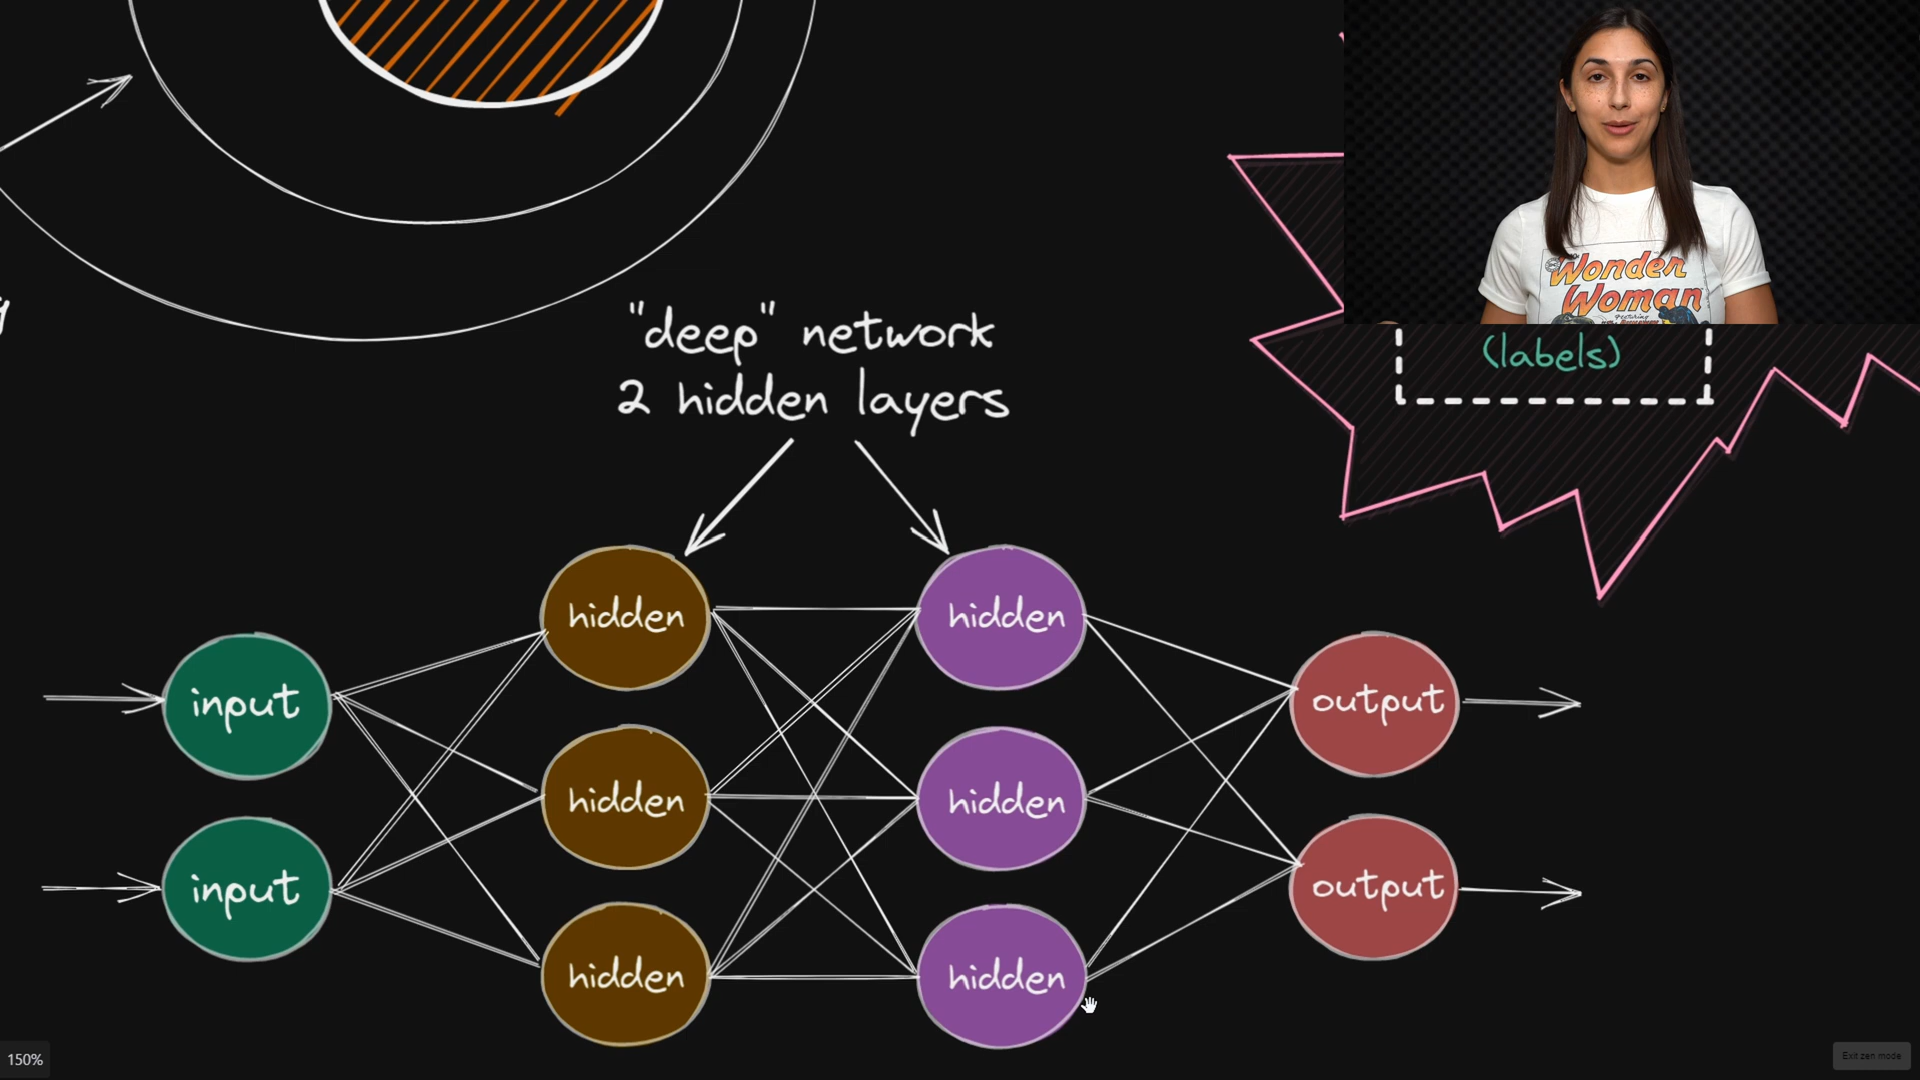 Wonder
Woman
Featuring
(labels)
"deep" network
2 hidden layers
hidden hidden
input output
hidden hidden
input output
hidden hidden
150%
Exit zen mode